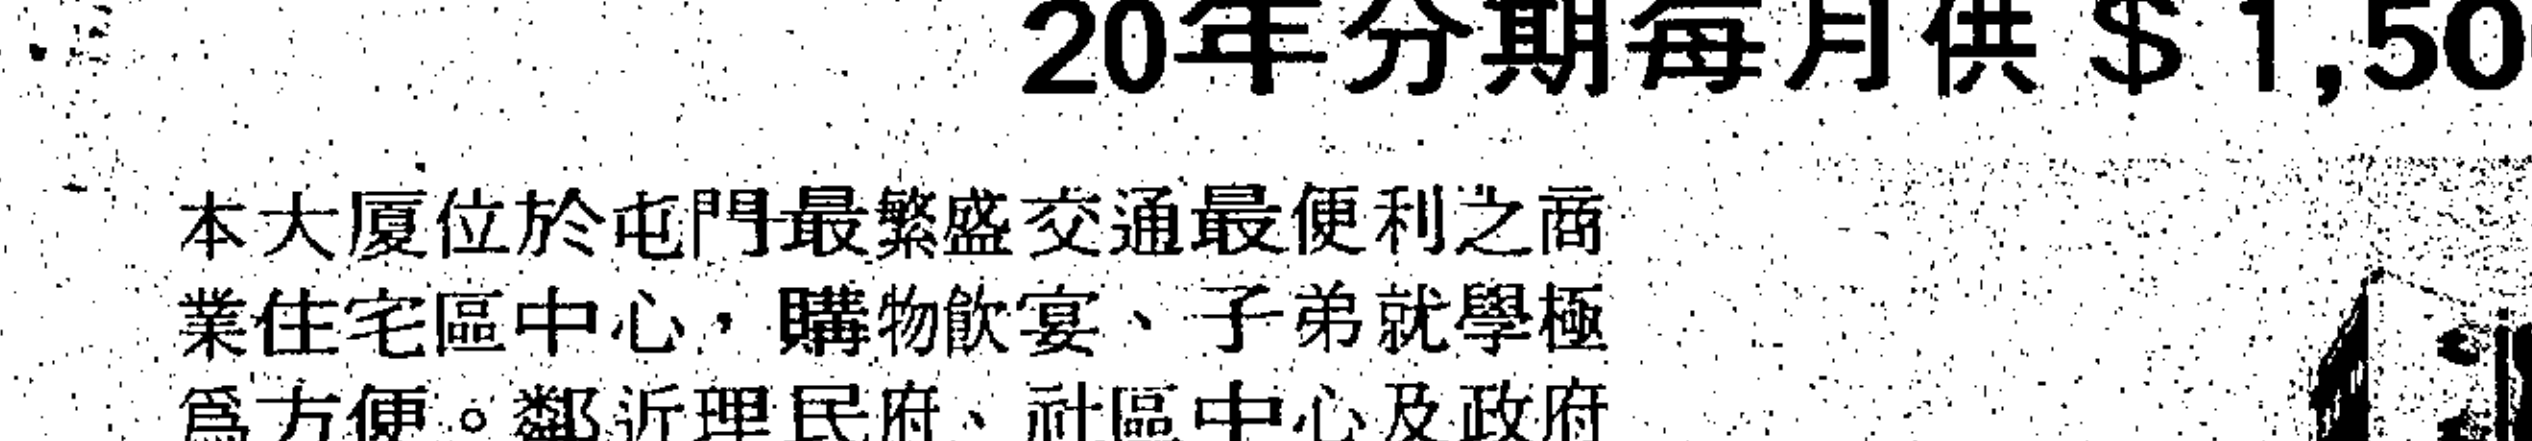 20年分期每月供$1,50
本大厦位於屯門最繁盛交通最便利之商
業住宅區中心，購物飲宴、子弟就學極
爲方便。鄰近理民府、社區中心及政府